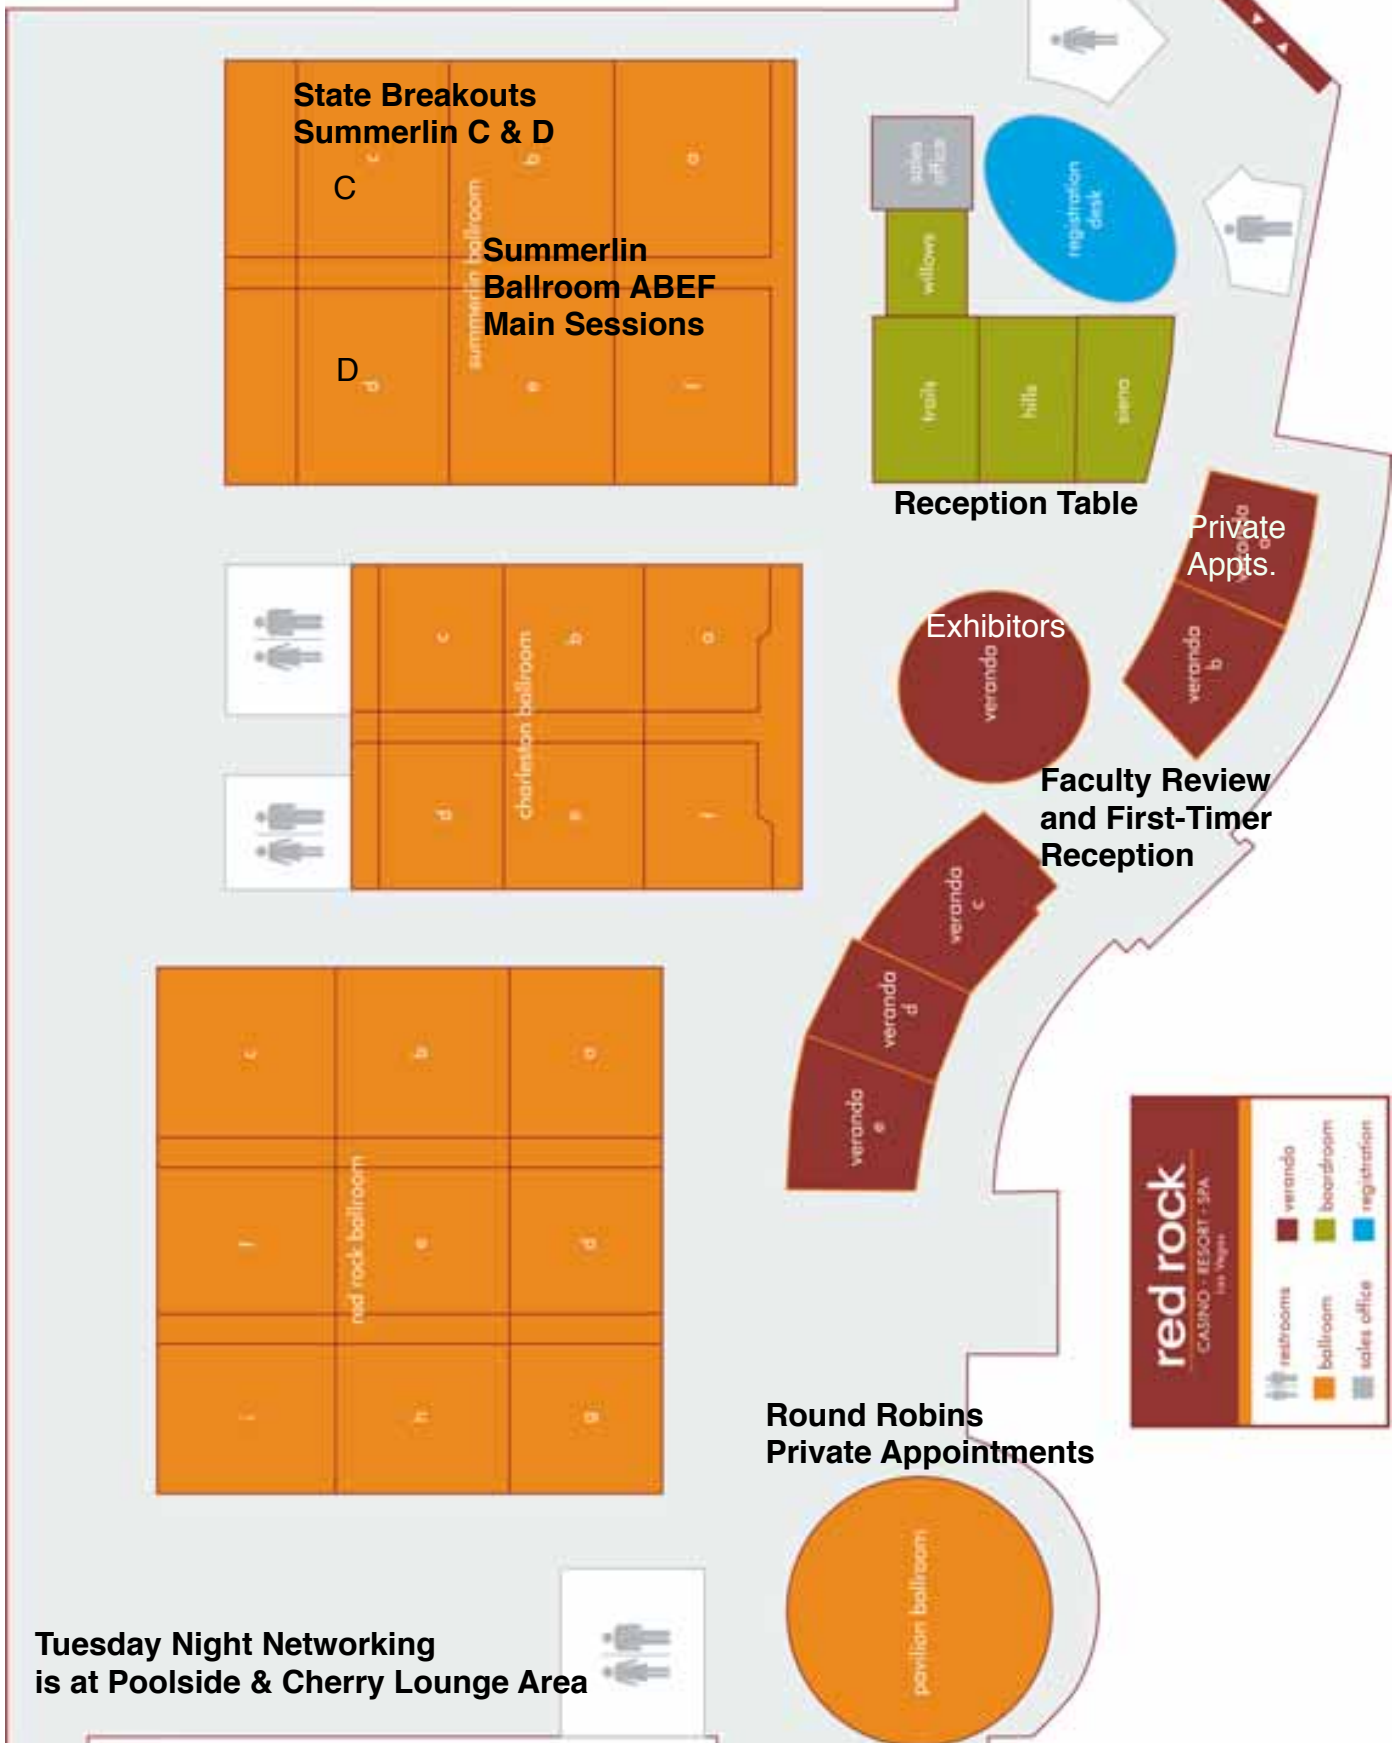 State Breakouts
Summerlin C & D
c
b
a
C
summerlin ballroom
Summerlin
Ballroom ABEF
Main Sessions
D
d
e
f
sales
office
registration
desk
willows
trails
hills
siena
Reception Table
Private
Appts.
veranda
a
veranda
b
Exhibitors
veranda
c
b
a
charleston ballroom
d
e
f
Faculty Review
and First-Timer
Reception
veranda
c
veranda
d
veranda
e
c
b
a
red rock ballroom
f
e
d
i
h
g
red rock
CASINO · RESORT · SPA
Las Vegas
restrooms
veranda
ballroom
boardroom
sales office
registration
Round Robins
Private Appointments
pavilion ballroom
Tuesday Night Networking
is at Poolside & Cherry Lounge Area